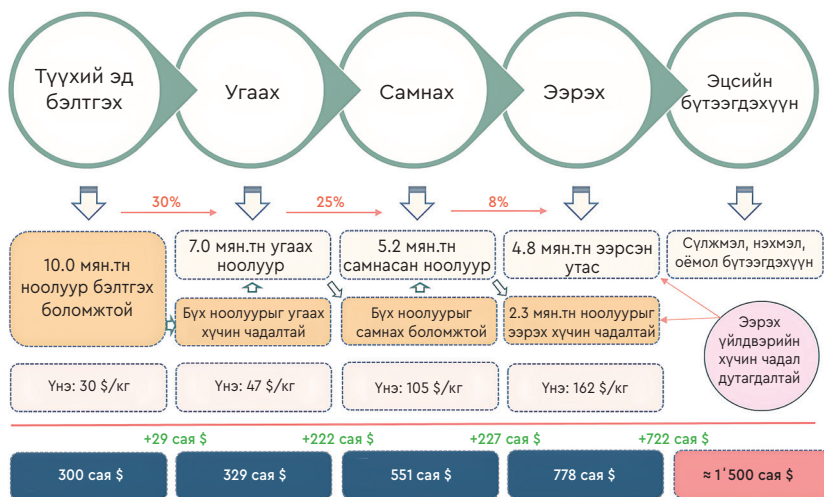 Түүхий эд
бэлтгэх
Угаах
Самнах
Ээрэх
Эцсийн
бүтээгдэхүүн
30%
25%
8%
10.0 мян.тн
ноолуур бэлтгэх
боломжтой
7.0 мян.тн угаах
ноолуур
5.2 мян.тн
самнасан ноолуур
4.8 мян.тн ээрсэн
утас
Сүлжмэл, нэхмэл,
оёмол бүтээгдэхүүн
Бүх ноолуурыг угаах
хүчин чадалтай
Бүх ноолуурыг
самнах боломжтой
2.3 мян.тн ноолуурыг
ээрэх хүчин чадалтай
Ээрэх
үйлдвэрийн
хүчин чадал
дутагдалтай
Үнэ: 30 $/кг
Үнэ: 47 $/кг
Үнэ: 105 $/кг
Үнэ: 162 $/кг
+29 сая $
+222 сая $
+227 сая $
+722 сая $
300 сая $
329 сая $
551 сая $
778 сая $
≈ 1'500 сая $